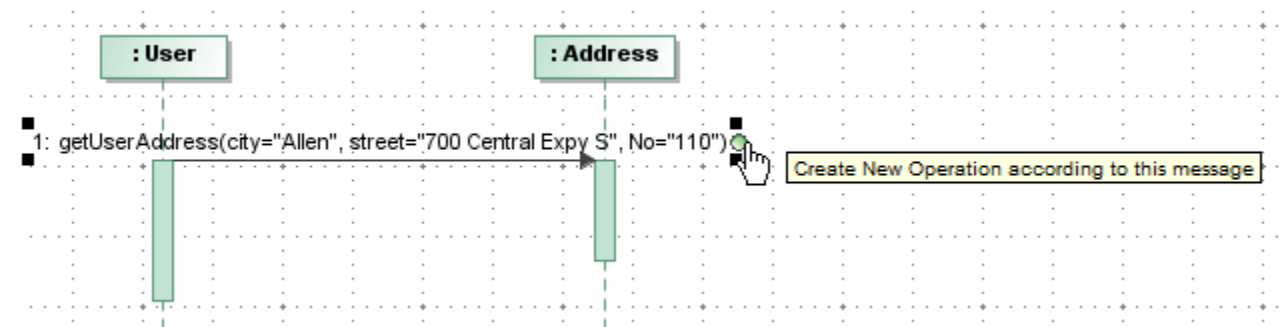 : User
: Address
1: getUserAddress(city="Allen", street="700 Central Expy S", No="110")
Create New Operation according to this message